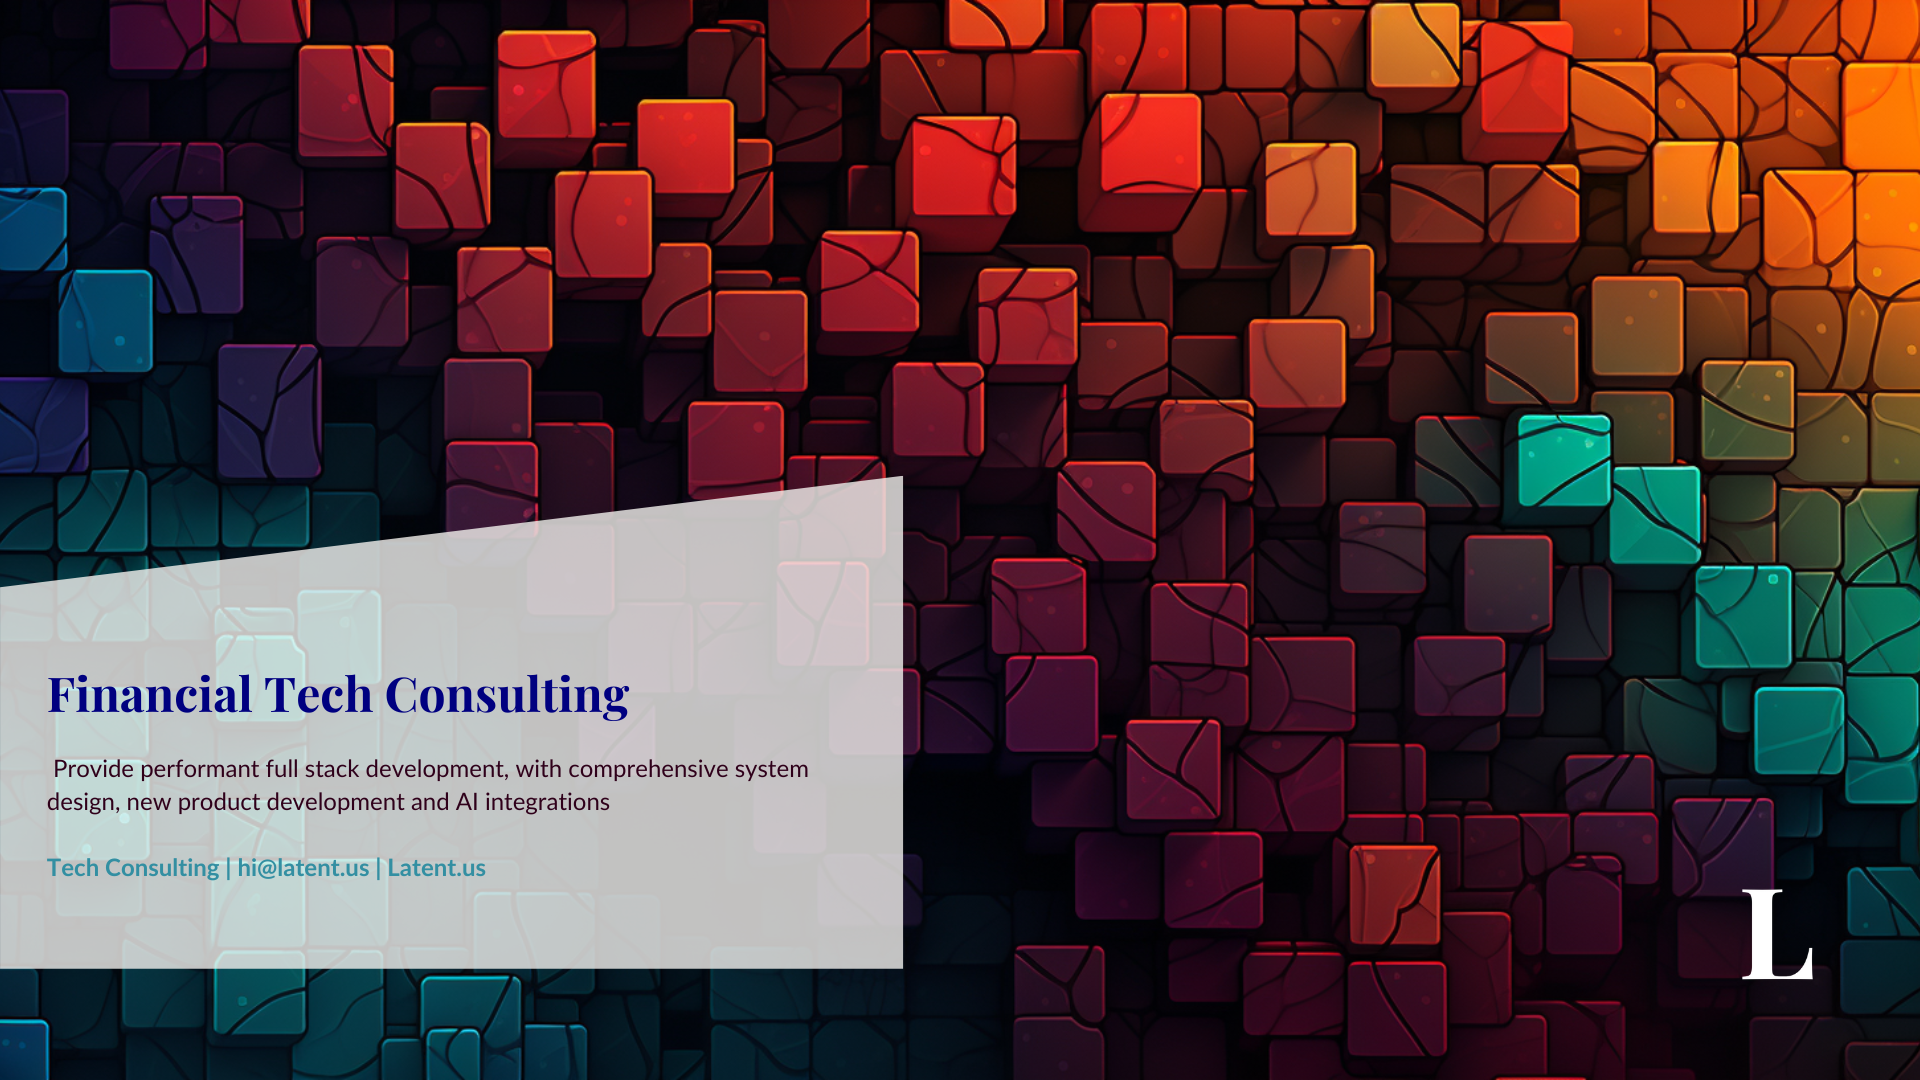 Financial Tech Consulting
Provide performant full stack development, with comprehensive system
design, new product development and AI integrations
Tech Consulting | hi@latent.us | Latent.us
L